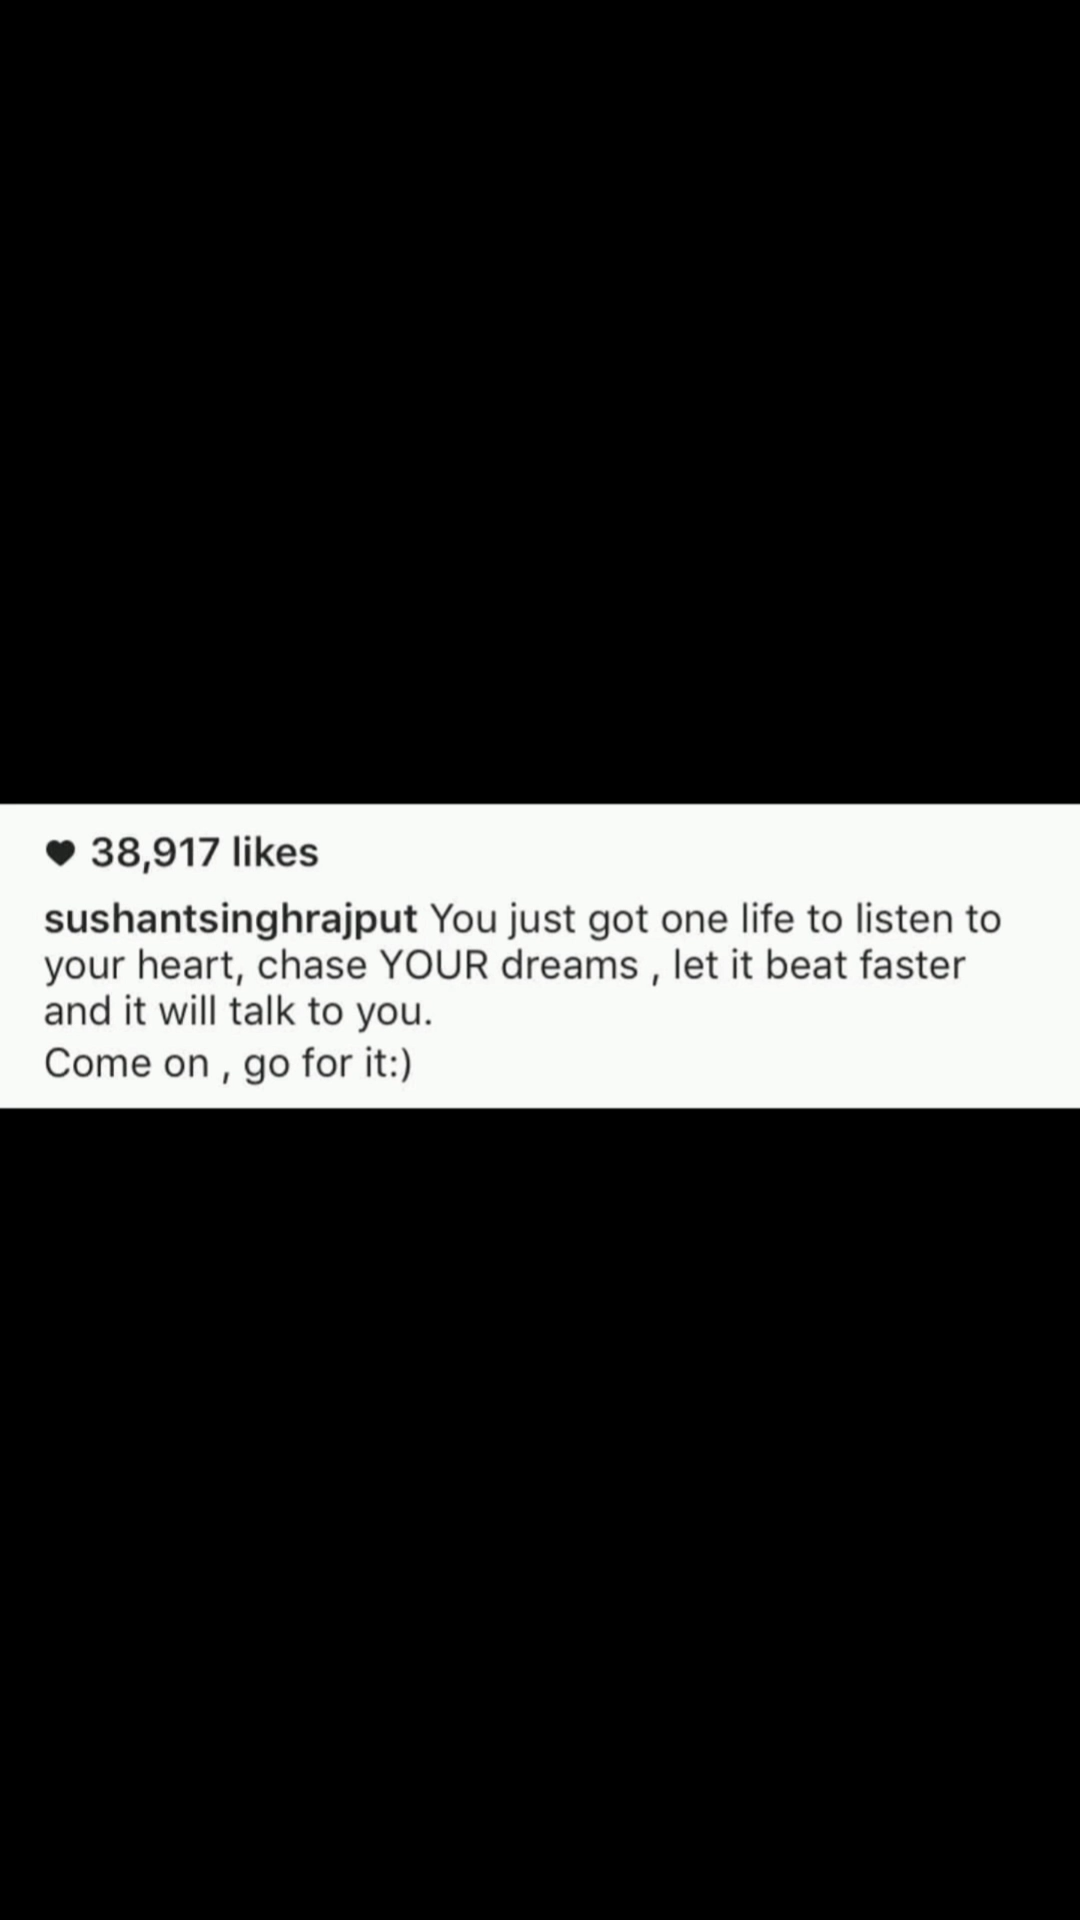 38,917 likes
sushantsinghrajput You just got one life to listen to
your heart, chase YOUR dreams , let it beat faster
and it will talk to you.
Come on , go for it:)